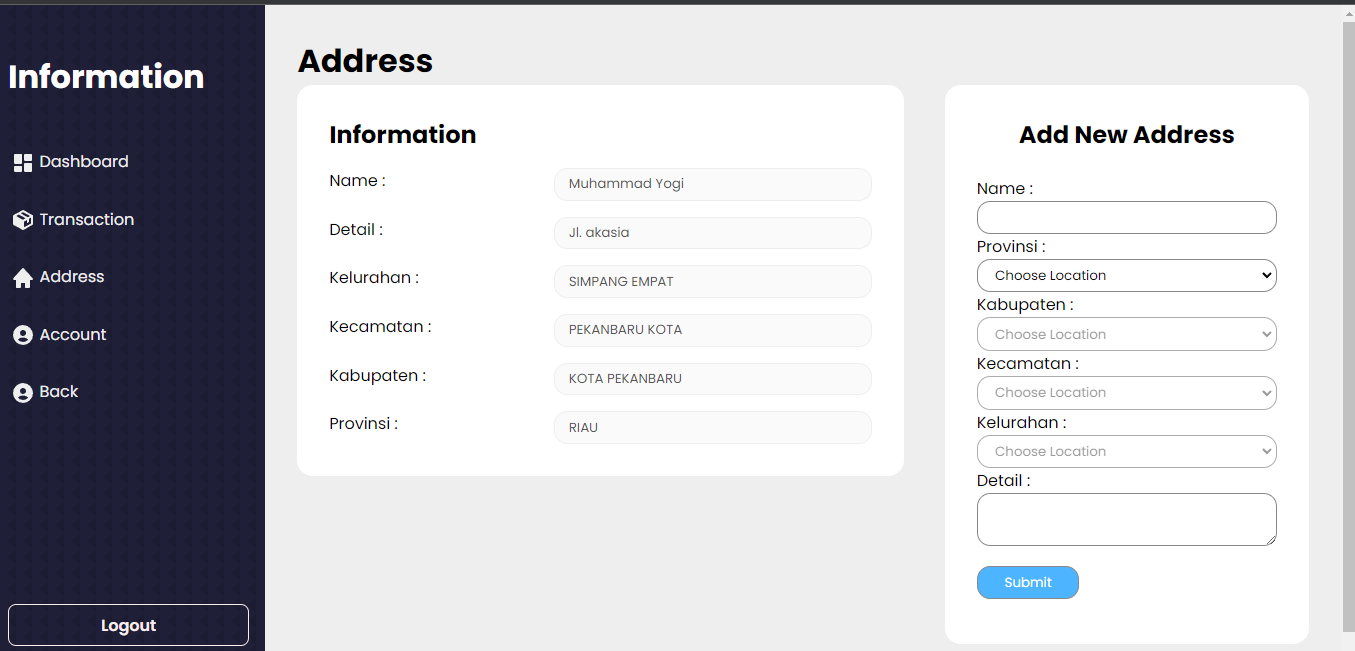 Information
Dashboard
Transaction
Address
Account
Back
Logout
Address
Information
Name : Muhammad Yogi
Detail : Jl. akasia
Kelurahan : SIMPANG EMPAT
Kecamatan : PEKANBARU KOTA
Kabupaten : KOTA PEKANBARU
Provinsi : RIAU
Add New Address
Name :
Provinsi :
Choose Location
Kabupaten :
Choose Location
Kecamatan :
Choose Location
Kelurahan :
Choose Location
Detail :
Submit